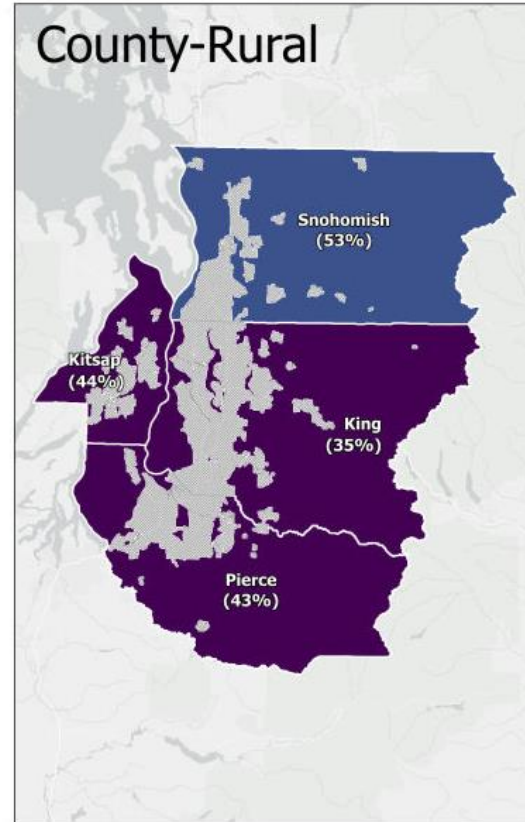 County-Rural
Snohomish
(53%)
Kitsap
(44%)
King
(35%)
Pierce
(43%)